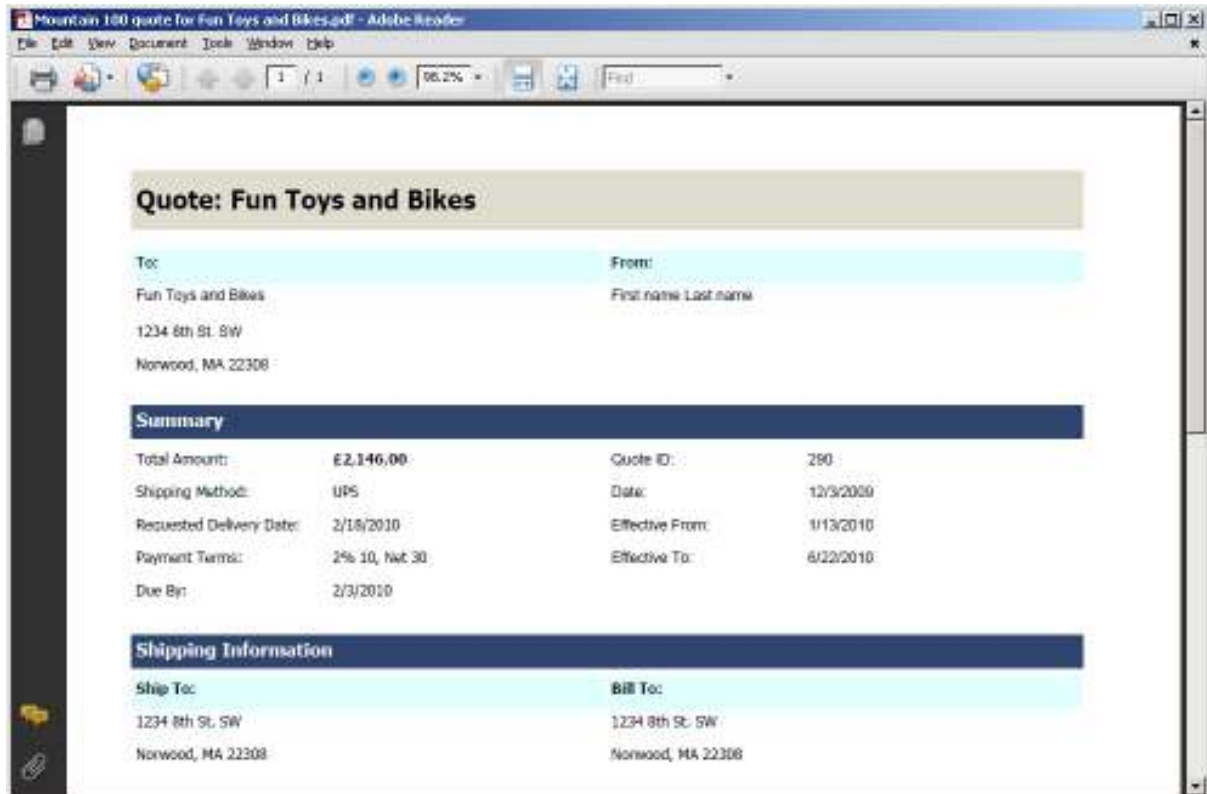 Mountain 100 quote for Fun Toys and Bikes.pdf - Adobe Reader
File Edit View Document Tools Window Help
1 / 1 98.2% Find
Quote: Fun Toys and Bikes
To: From:
Fun Toys and Bikes First name Last name
1234 8th St. SW
Norwood, MA 22308
Summary
Total Amount: £2,146.00 Quote ID: 290
Shipping Method: UPS Date: 12/3/2009
Requested Delivery Date: 2/18/2010 Effective From: 1/13/2010
Payment Terms: 2% 10, Net 30 Effective To: 6/22/2010
Due By: 2/3/2010
Shipping Information
Ship To: Bill To:
1234 8th St. SW 1234 8th St. SW
Norwood, MA 22308 Norwood, MA 22308